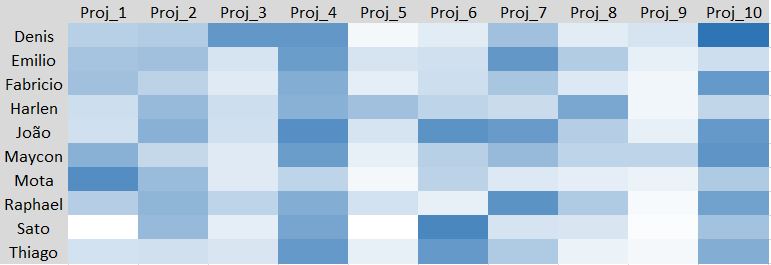 Proj_1 Proj_2 Proj_3 Proj_4 Proj_5 Proj_6 Proj_7 Proj_8 Proj_9 Proj_10
Denis
Emilio
Fabricio
Harlen
João
Maycon
Mota
Raphael
Sato
Thiago